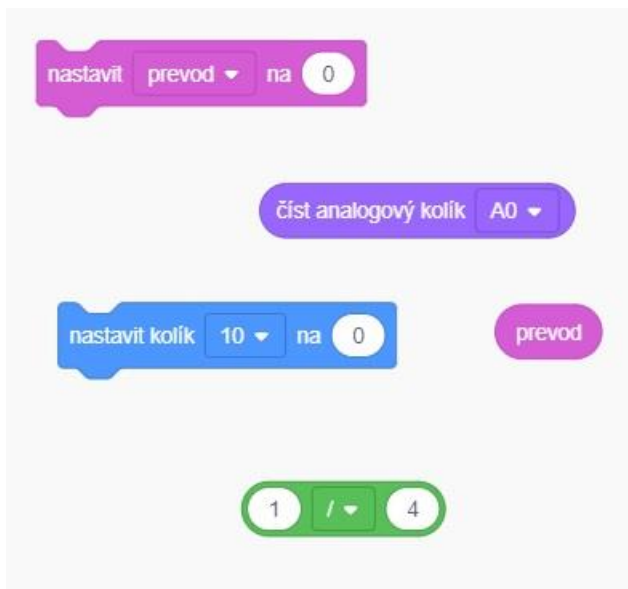 nastavit prevod na 0
číst analogový kolík A0
nastavit kolík 10 na 0
prevod
1 / 4